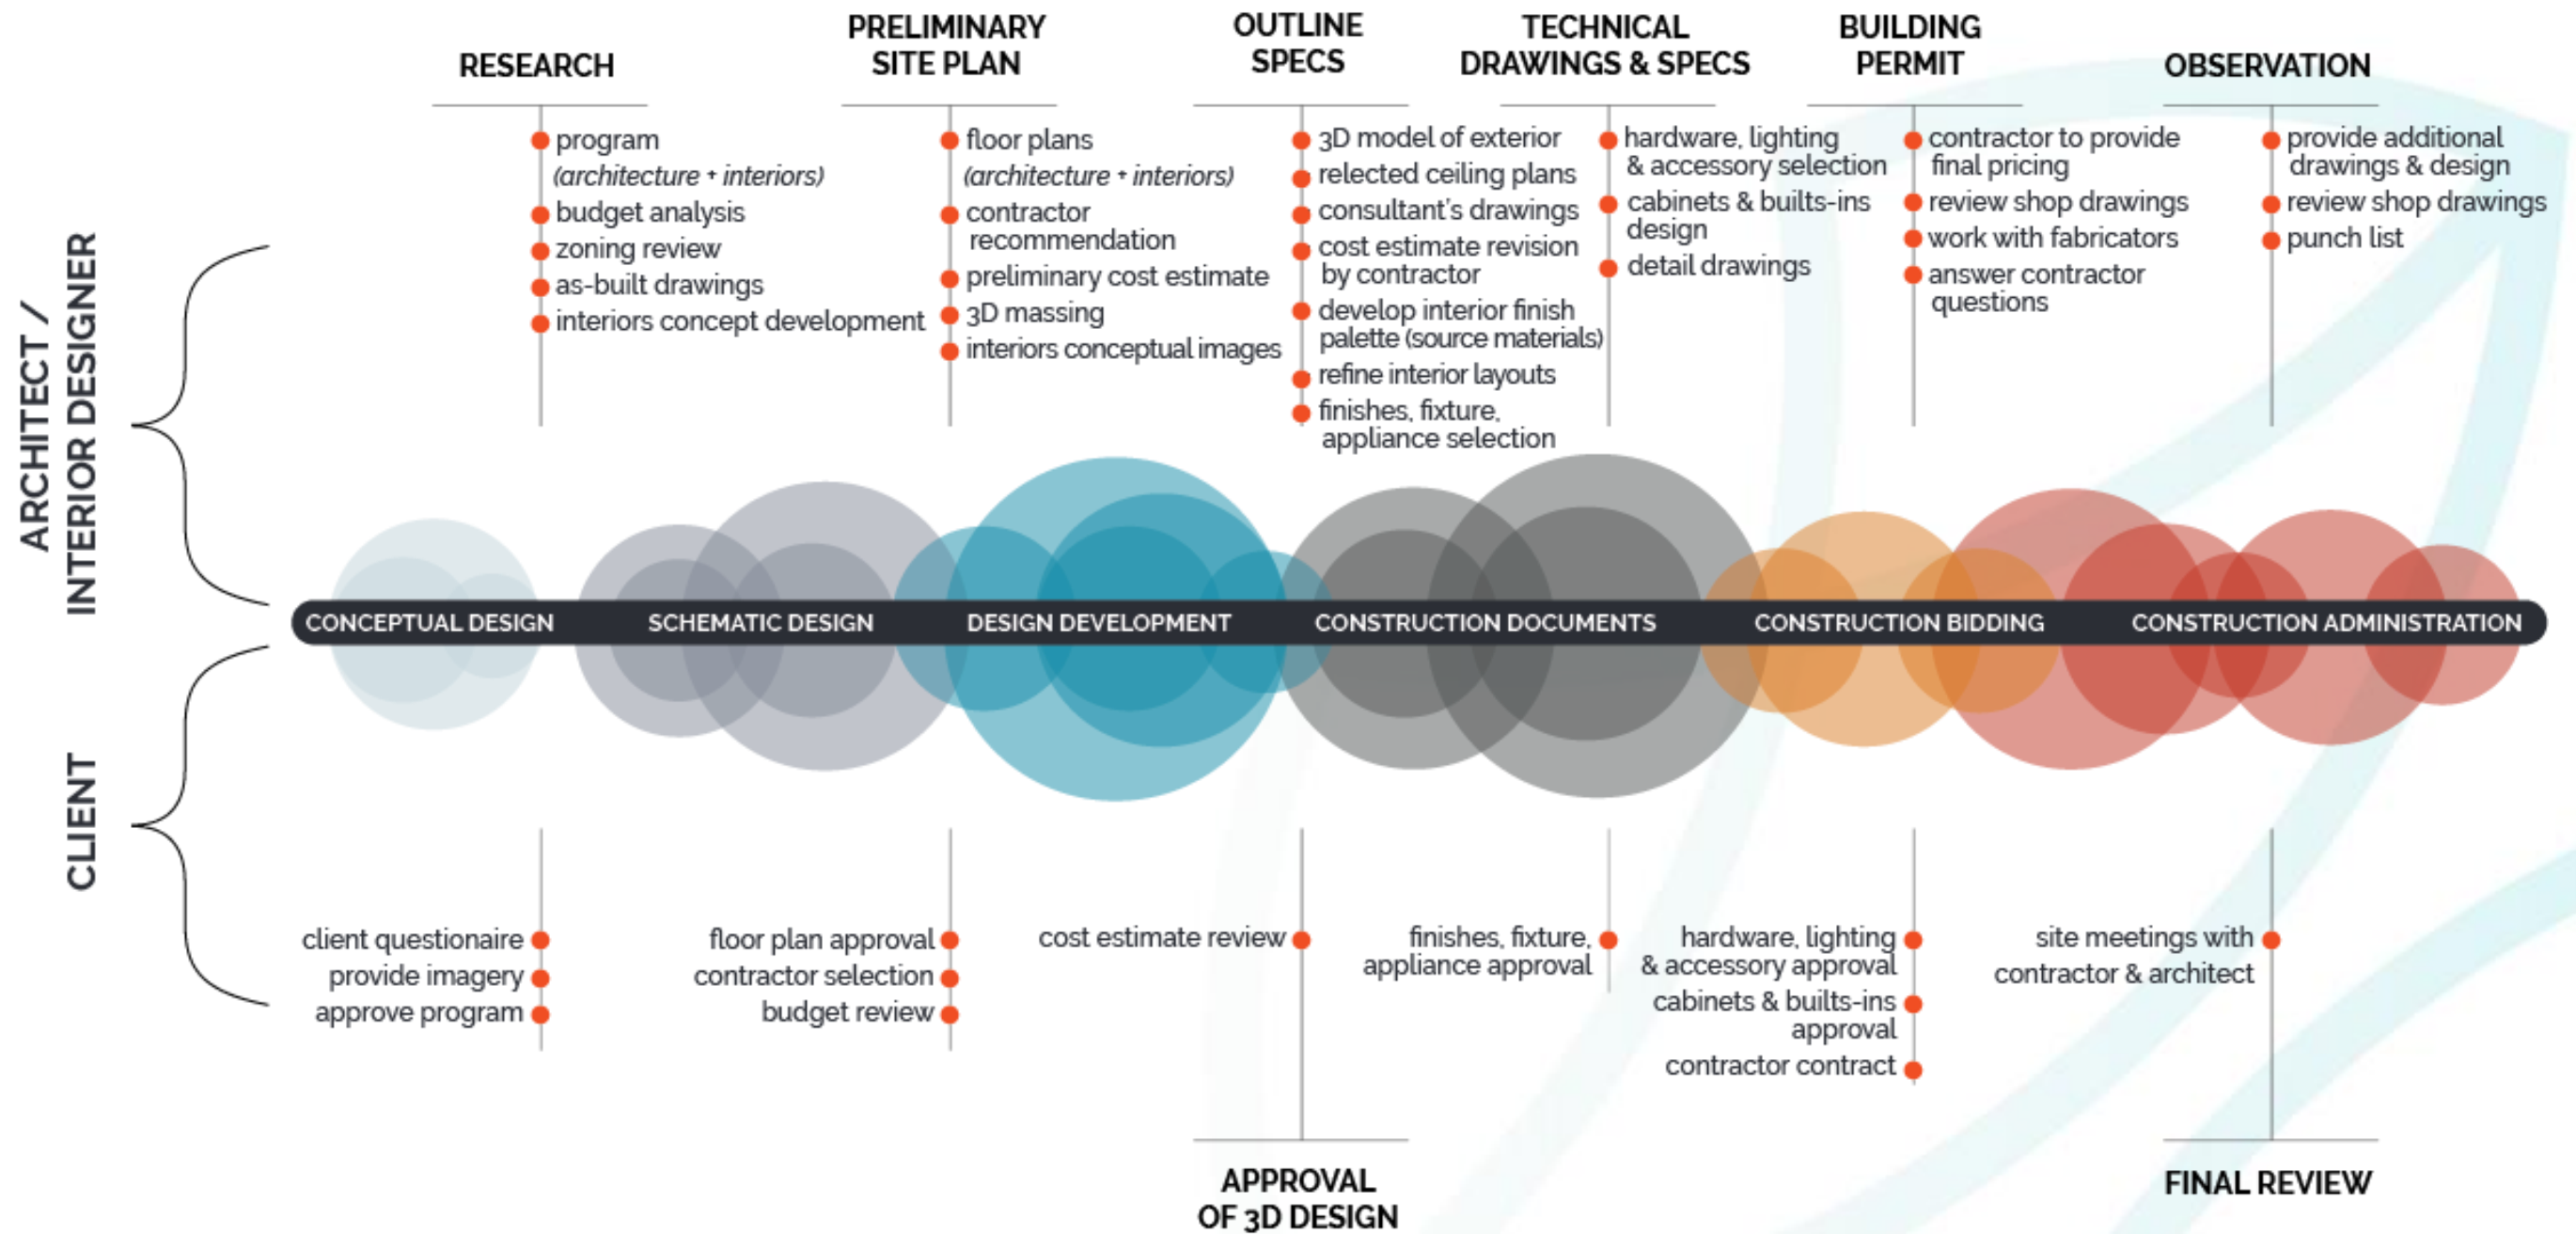 ARCHITECT /
INTERIOR DESIGNER
RESEARCH
program
(architecture + interiors)
budget analysis
zoning review
as-built drawings
interiors concept development
PRELIMINARY
SITE PLAN
floor plans
(architecture + interiors)
contractor
recommendation
preliminary cost estimate
3D massing
interiors conceptual images
OUTLINE
SPECS
3D model of exterior
relected ceiling plans
consultant's drawings
cost estimate revision
by contractor
develop interior finish
palette (source materials)
refine interior layouts
finishes, fixture,
appliance selection
TECHNICAL
DRAWINGS & SPECS
hardware, lighting
& accessory selection
cabinets & builts-ins
design
detail drawings
BUILDING
PERMIT
contractor to provide
final pricing
review shop drawings
work with fabricators
answer contractor
questions
OBSERVATION
provide additional
drawings & design
review shop drawings
punch list
CONCEPTUAL DESIGN
SCHEMATIC DESIGN
DESIGN DEVELOPMENT
CONSTRUCTION DOCUMENTS
CONSTRUCTION BIDDING
CONSTRUCTION ADMINISTRATION
CLIENT
client questionaire
provide imagery
approve program
floor plan approval
contractor selection
budget review
cost estimate review
APPROVAL
OF 3D DESIGN
finishes, fixture,
appliance approval
hardware, lighting
& accessory approval
cabinets & builts-ins
approval
contractor contract
site meetings with
contractor & architect
FINAL REVIEW